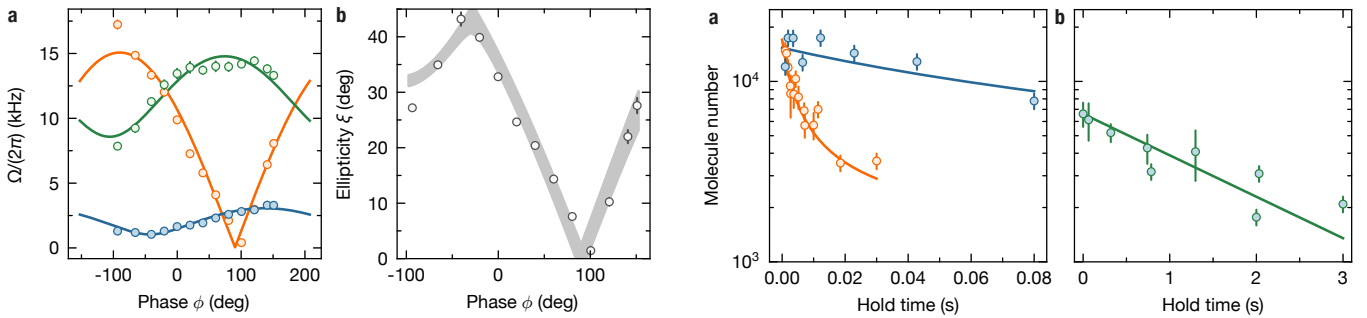 a
Ω/(2π) (kHz)
15
10
5
0
-100 0 100 200
Phase ϕ (deg)
b
Ellipticity ξ (deg)
40
30
20
10
0
-100 0 100
Phase ϕ (deg)
a
Molecule number
10⁴
10³
0.00 0.02 0.04 0.06 0.08
Hold time (s)
b
0 1 2 3
Hold time (s)